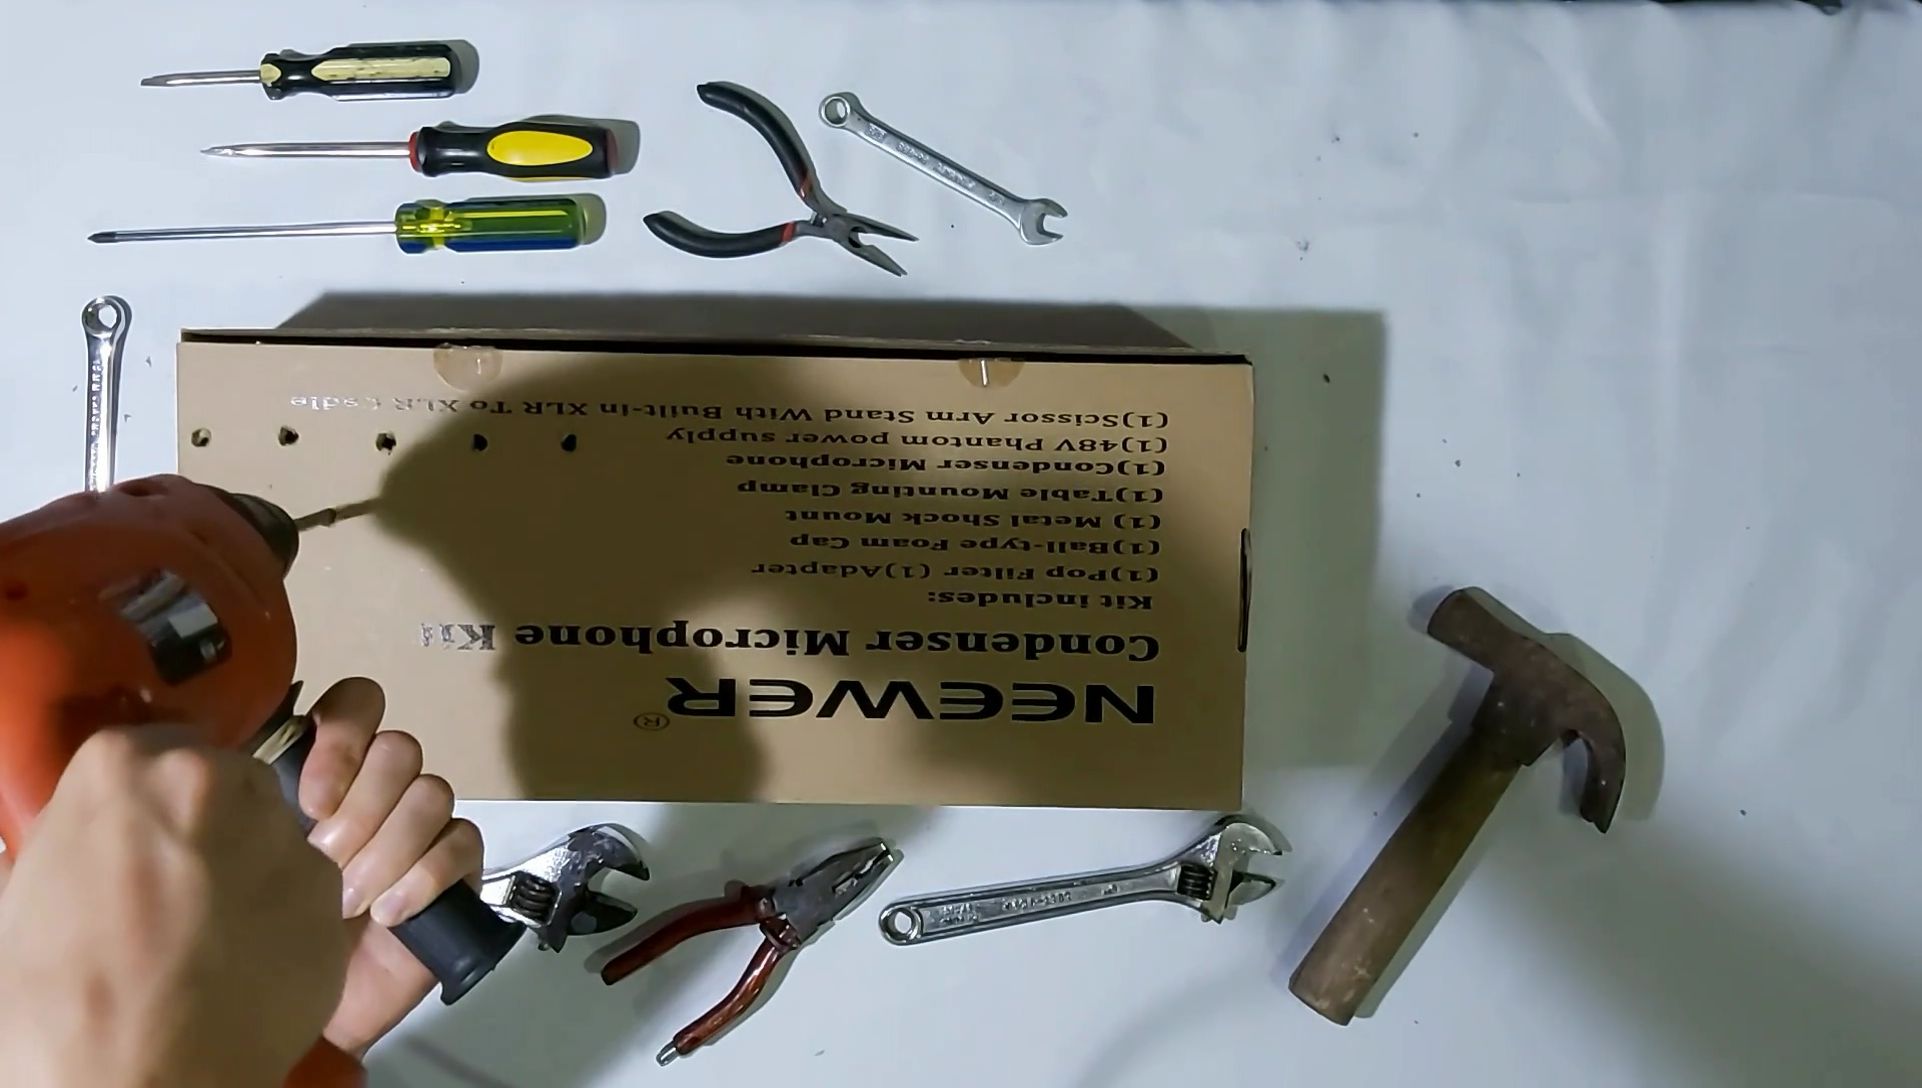 NEEWER®
Condenser Microphone Kit
Kit includes:
(1)Pop Filter (1)Adapter
(1)Ball-type Foam Cap
(1) Metal Shock Mount
(1)Table Mounting Clamp
(1)Condenser Microphone
(1)48V Phantom power supply
(1)Scissor Arm Stand With Built-in XLR To XLR Cable